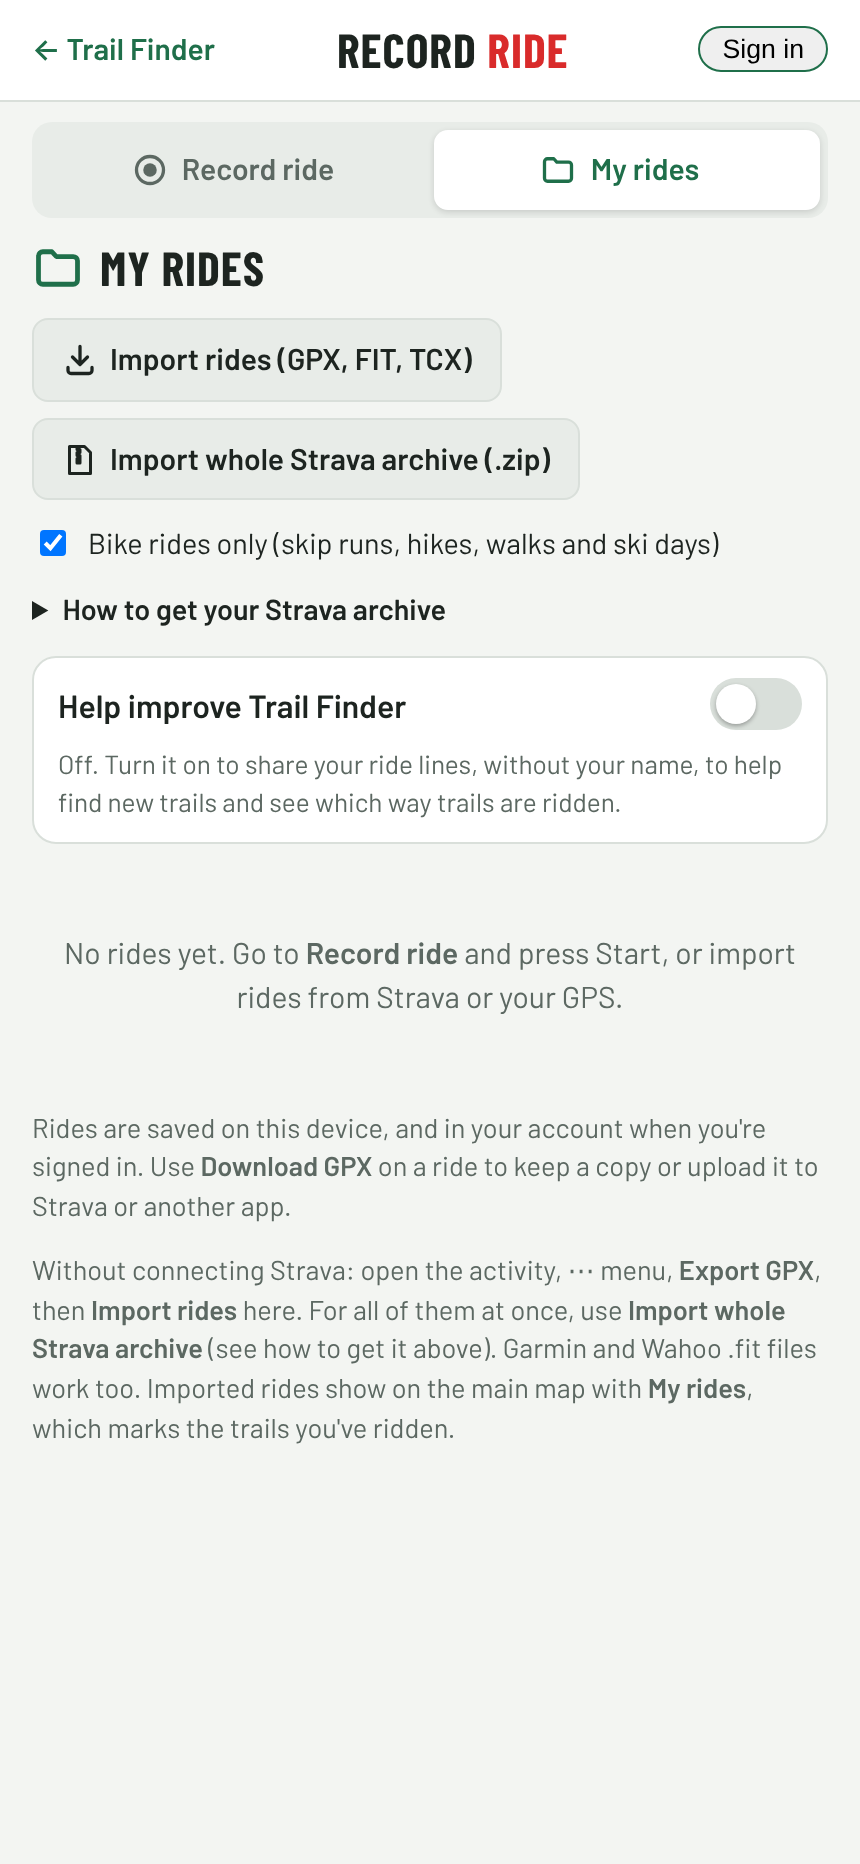 ← Trail Finder
RECORD RIDE
Sign in
Record ride
My rides
MY RIDES
Import rides (GPX, FIT, TCX)
Import whole Strava archive (.zip)
Bike rides only (skip runs, hikes, walks and ski days)
How to get your Strava archive
Help improve Trail Finder
Off. Turn it on to share your ride lines, without your name, to help
find new trails and see which way trails are ridden.
No rides yet. Go to Record ride and press Start, or import
rides from Strava or your GPS.
Rides are saved on this device, and in your account when you're
signed in. Use Download GPX on a ride to keep a copy or upload it to
Strava or another app.
Without connecting Strava: open the activity, ⋯ menu, Export GPX,
then Import rides here. For all of them at once, use Import whole
Strava archive (see how to get it above). Garmin and Wahoo .fit files
work too. Imported rides show on the main map with My rides,
which marks the trails you've ridden.